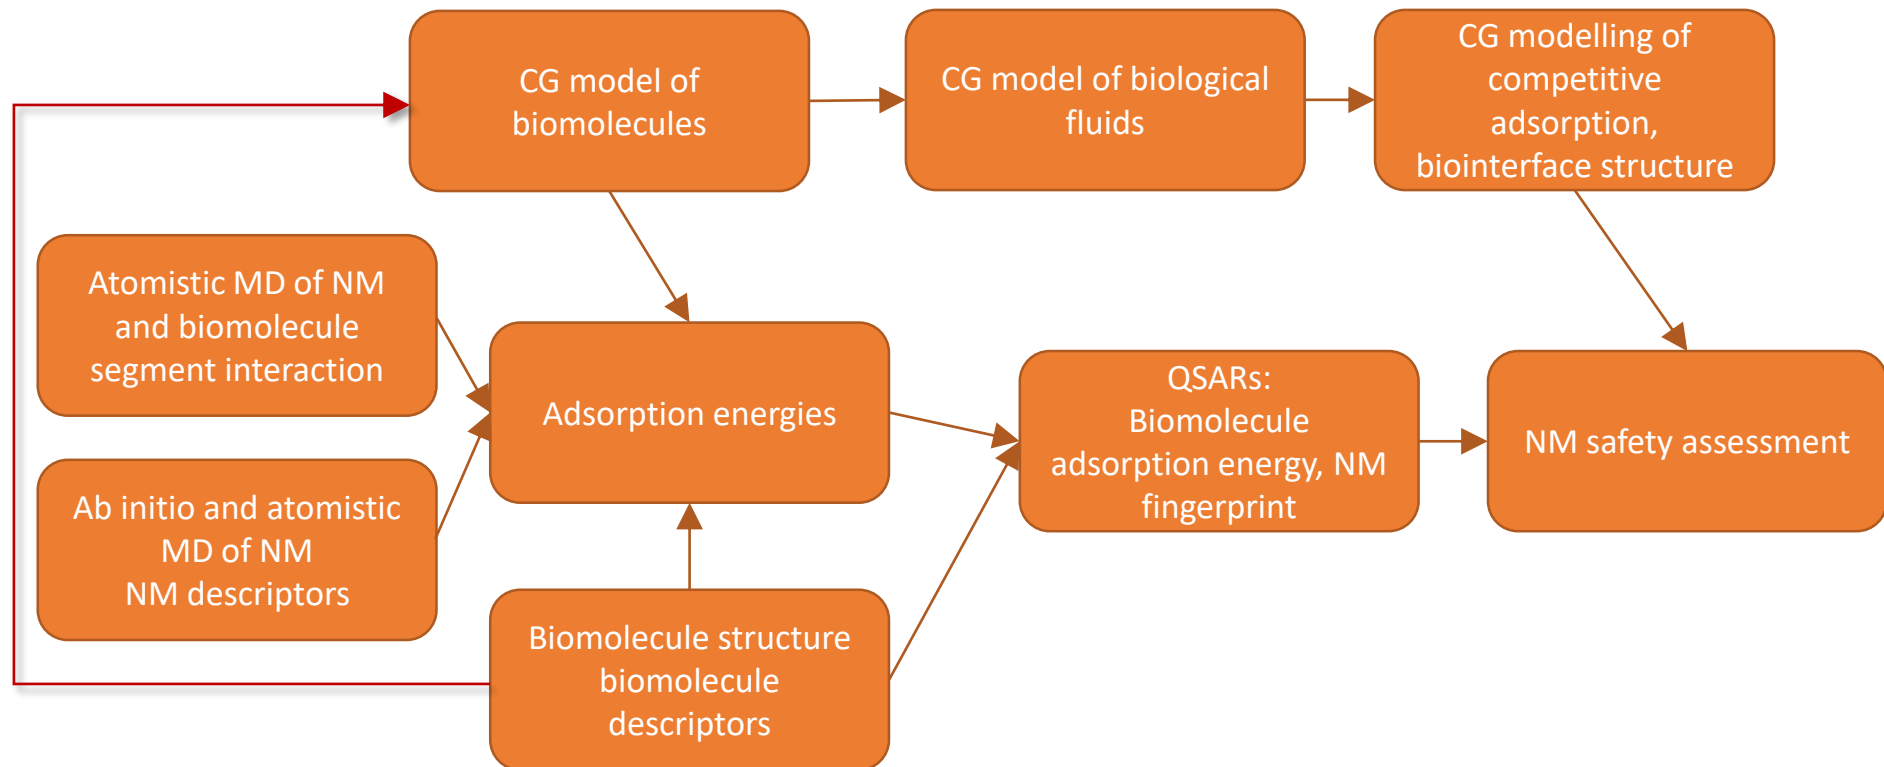 CG model of
biomolecules
CG model of biological
fluids
CG modelling of
competitive
adsorption,
biointerface structure
Atomistic MD of NM
and biomolecule
segment interaction
Adsorption energies
QSARs:
Biomolecule
adsorption energy, NM
fingerprint
NM safety assessment
Ab initio and atomistic
MD of NM
NM descriptors
Biomolecule structure
biomolecule
descriptors